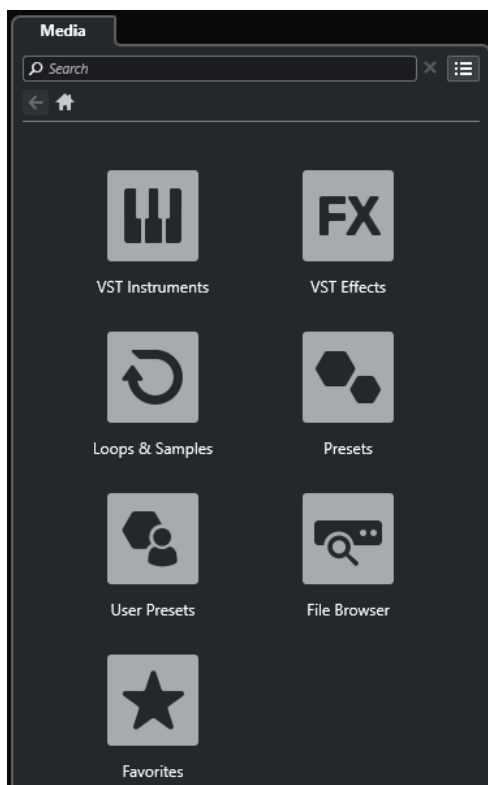 Media
Search
FX
VST Instruments
VST Effects
Loops & Samples
Presets
User Presets
File Browser
Favorites